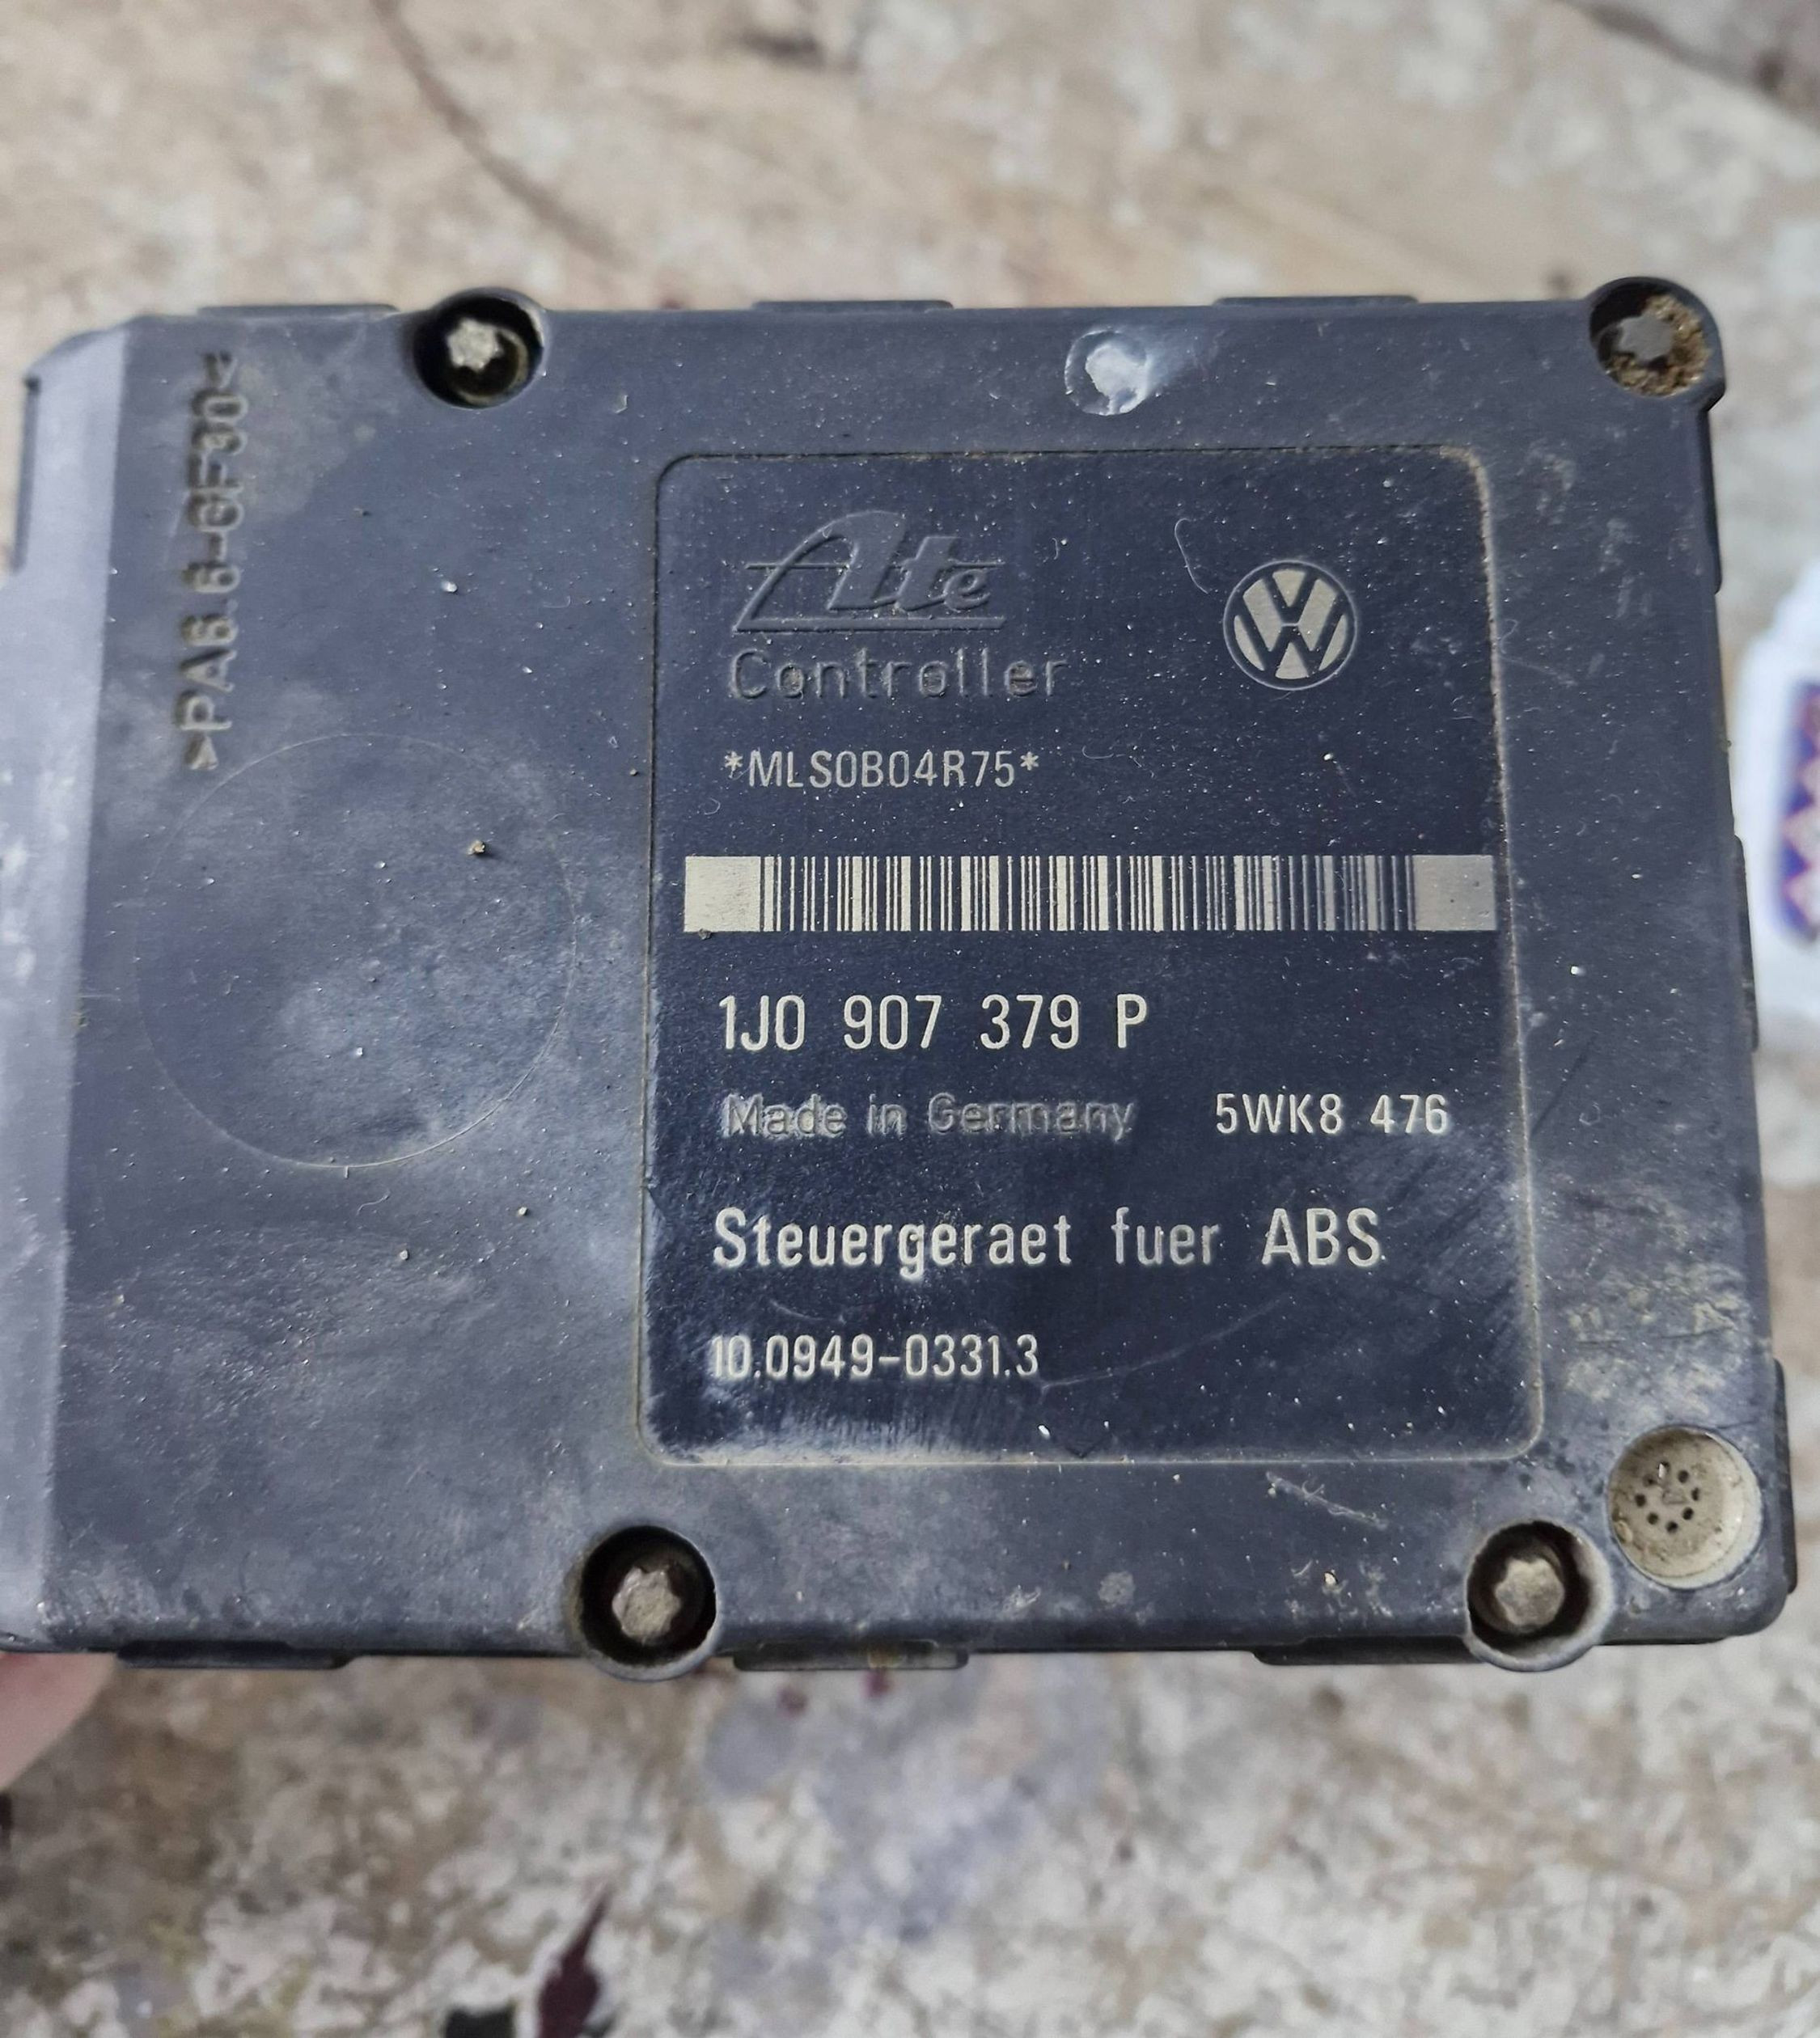 >PA6.6-GF30<
Ate
Controller
*MLS0B04R75*
1J0 907 379 P
Made in Germany 5WK8 476
Steuergeraet fuer ABS
10.0949-0331.3